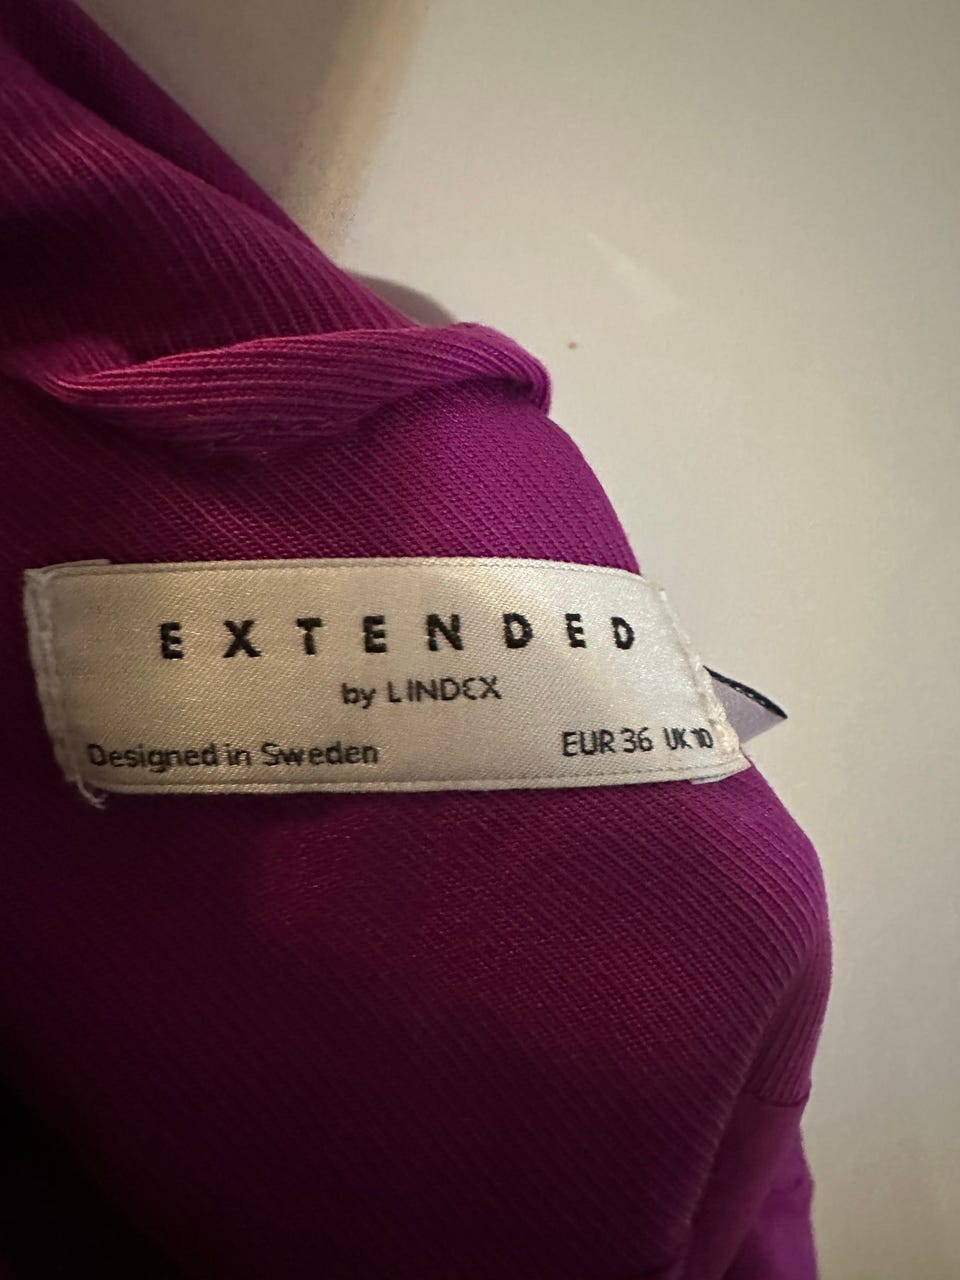 EXTENDED
by LINDEX
Designed in Sweden EUR 36 UK 10